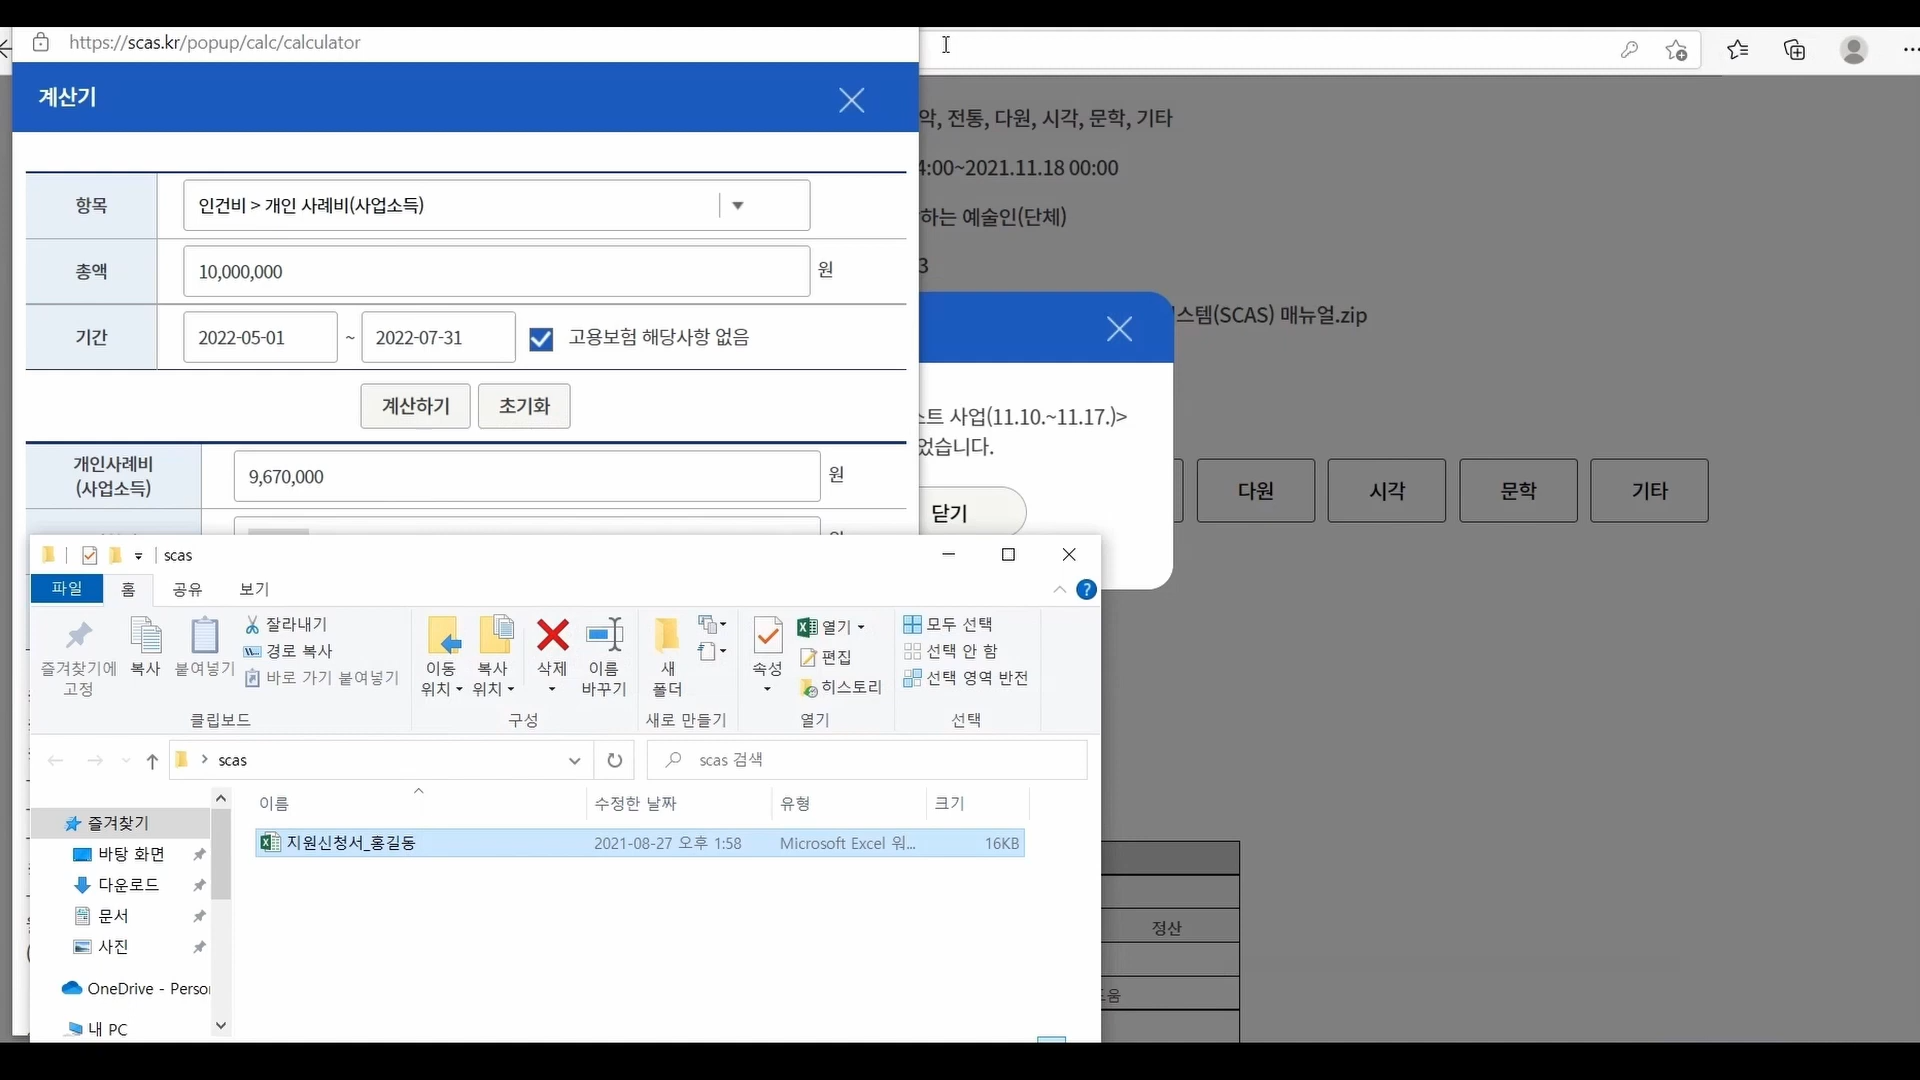 https://scas.kr/popup/calc/calculator
계산기
항목
인건비 > 개인 사례비(사업소득)
총액
10,000,000
원
기간
2022-05-01
~
2022-07-31
고용보험 해당사항 없음
계산하기
초기화
개인사례비
(사업소득)
9,670,000
원
악, 전통, 다원, 시각, 문학, 기타
4:00~2021.11.18 00:00
하는 예술인(단체)
3
스템(SCAS) 매뉴얼.zip
스트 사업(11.10.~11.17.)>
었습니다.
닫기
다원
시각
문학
기타
정산
움
scas
파일
홈
공유
보기
즐겨찾기에
고정
복사
붙여넣기
잘라내기
경로 복사
바로 가기 붙여넣기
클립보드
이동
위치
복사
위치
삭제
이름
바꾸기
구성
새
폴더
새로 만들기
속성
열기
편집
히스토리
열기
모두 선택
선택 안 함
선택 영역 반전
선택
scas
scas 검색
이름
수정한 날짜
유형
크기
지원신청서_홍길동
2021-08-27 오후 1:58
Microsoft Excel 워...
16KB
즐겨찾기
바탕 화면
다운로드
문서
사진
OneDrive - Person
내 PC